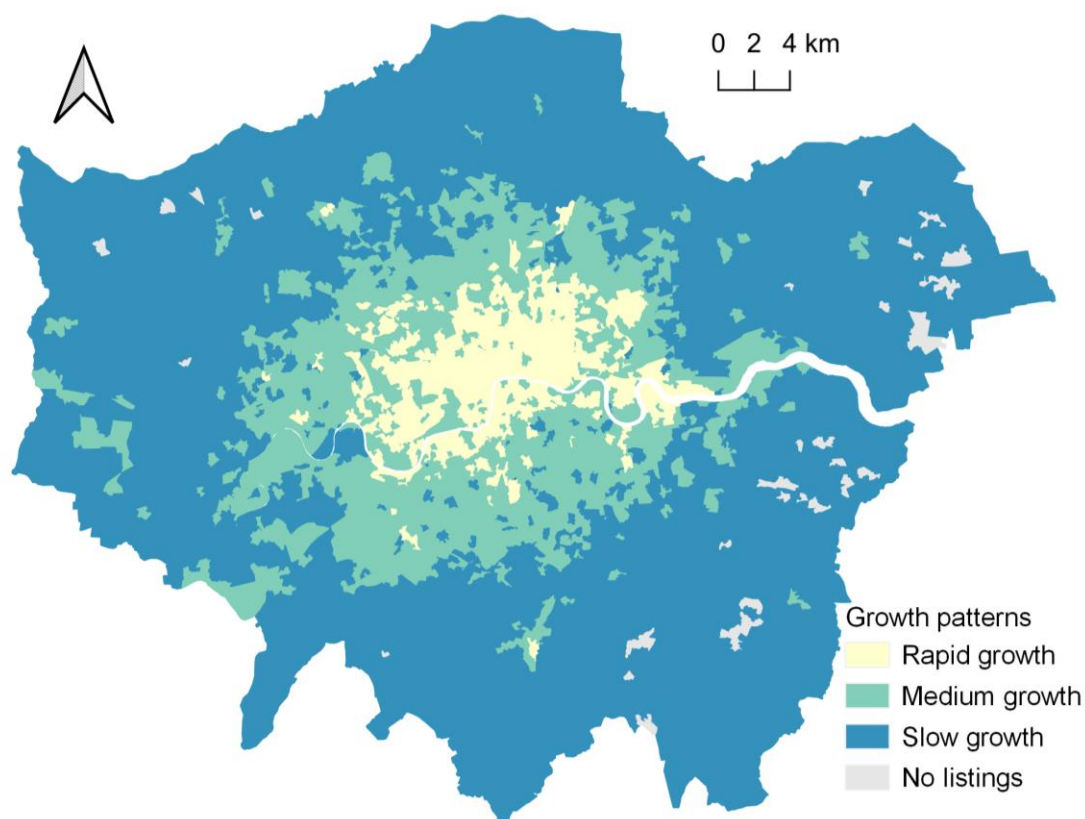 0 2 4 km
Growth patterns
Rapid growth
Medium growth
Slow growth
No listings